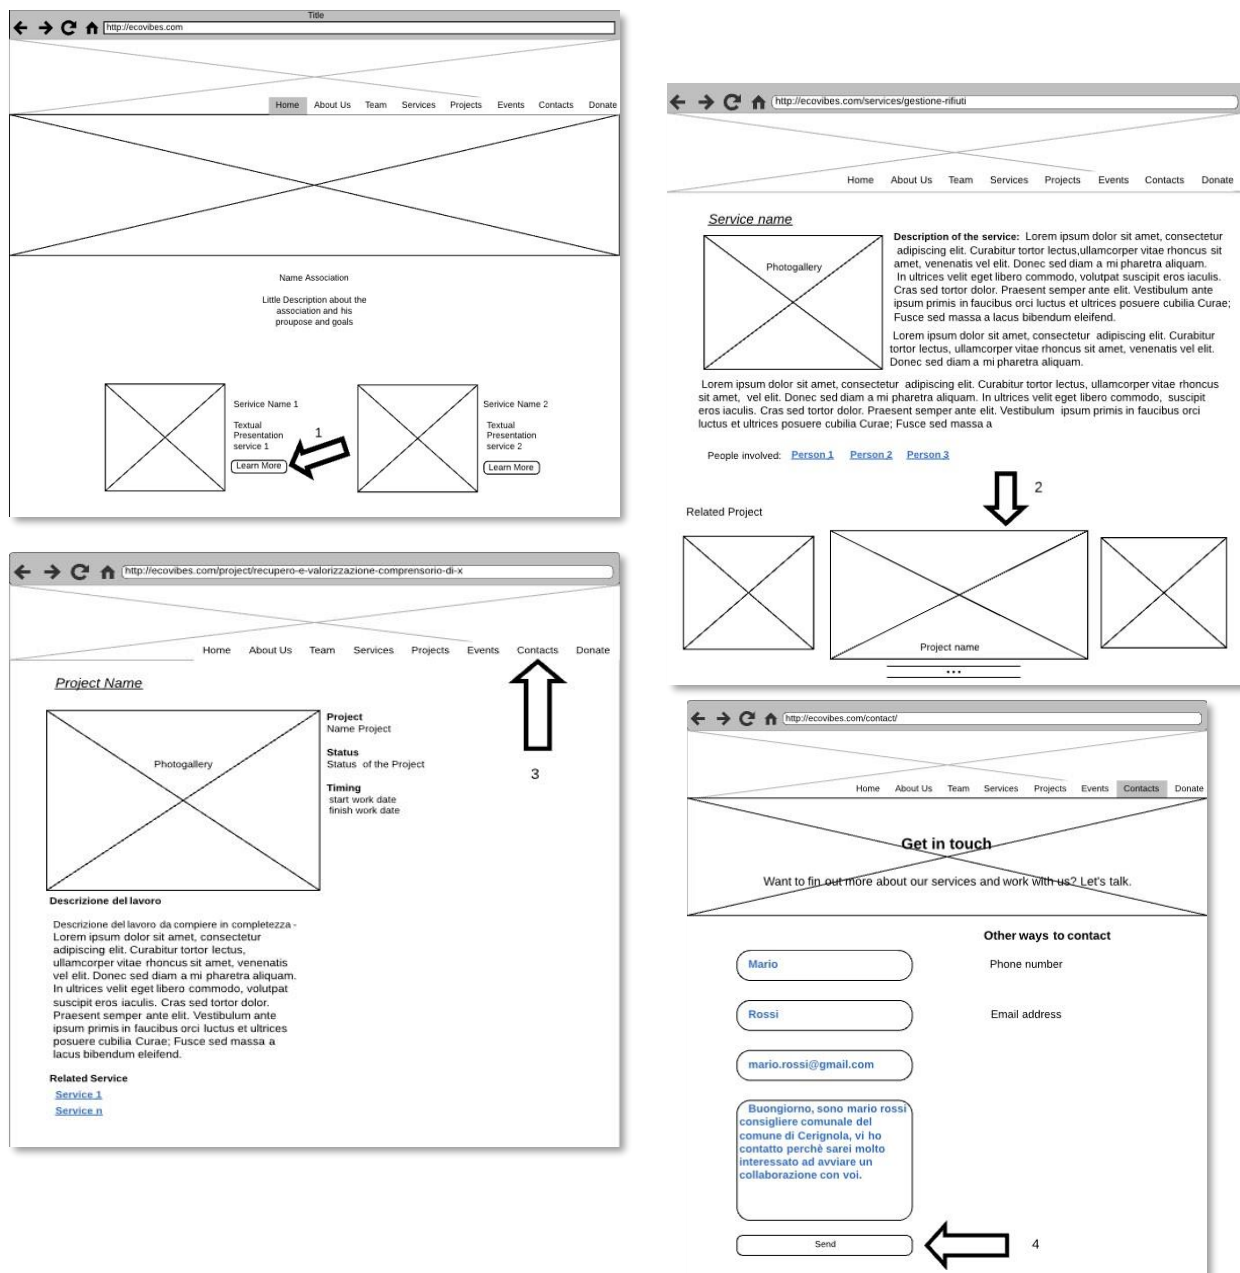 Title
http://ecovibes.com
Home About Us Team Services Projects Events Contacts Donate
Name Association
Little Description about the
association and his
proupose and goals
Serivice Name 1
Textual
Presentation
service 1
Learn More
1
Serivice Name 2
Textual
Presentation
service 2
Learn More
http://ecovibes.com/services/gestione-rifiuti
Home About Us Team Services Projects Events Contacts Donate
Service name
Photogallery
Description of the service: Lorem ipsum dolor sit amet, consectetur
adipiscing elit. Curabitur tortor lectus,ullamcorper vitae rhoncus sit
amet, venenatis vel elit. Donec sed diam a mi pharetra aliquam.
In ultrices velit eget libero commodo, volutpat suscipit eros iaculis.
Cras sed tortor dolor. Praesent semper ante elit. Vestibulum ante
ipsum primis in faucibus orci luctus et ultrices posuere cubilia Curae;
Fusce sed massa a lacus bibendum eleifend.
Lorem ipsum dolor sit amet, consectetur adipiscing elit. Curabitur
tortor lectus, ullamcorper vitae rhoncus sit amet, venenatis vel elit.
Donec sed diam a mi pharetra aliquam.
Lorem ipsum dolor sit amet, consectetur adipiscing elit. Curabitur tortor lectus, ullamcorper vitae rhoncus
sit amet, vel elit. Donec sed diam a mi pharetra aliquam. In ultrices velit eget libero commodo, suscipit
eros iaculis. Cras sed tortor dolor. Praesent semper ante elit. Vestibulum ipsum primis in faucibus orci
luctus et ultrices posuere cubilia Curae; Fusce sed massa a
People involved: Person 1 Person 2 Person 3
2
Related Project
Project name
http://ecovibes.com/project/recupero-e-valorizzazione-comprensorio-di-x
Home About Us Team Services Projects Events Contacts Donate
Project Name
Photogallery
Project
Name Project
Status
Status of the Project
Timing
start work date
finish work date
3
Descrizione del lavoro
Descrizione del lavoro da compiere in completezza -
Lorem ipsum dolor sit amet, consectetur
adipiscing elit. Curabitur tortor lectus,
ullamcorper vitae rhoncus sit amet, venenatis
vel elit. Donec sed diam a mi pharetra aliquam.
In ultrices velit eget libero commodo, volutpat
suscipit eros iaculis. Cras sed tortor dolor.
Praesent semper ante elit. Vestibulum ante
ipsum primis in faucibus orci luctus et ultrices
posuere cubilia Curae; Fusce sed massa a
lacus bibendum eleifend.
Related Service
Service 1
Service n
http://ecovibes.com/contact/
Home About Us Team Services Projects Events Contacts Donate
Get in touch
Want to fin out more about our services and work with us? Let's talk.
Other ways to contact
Mario
Phone number
Rossi
Email address
mario.rossi@gmail.com
Buongiorno, sono mario rossi
consigliere comunale del
comune di Cerignola, vi ho
contatto perchè sarei molto
interessato ad avviare un
collaborazione con voi.
Send
4